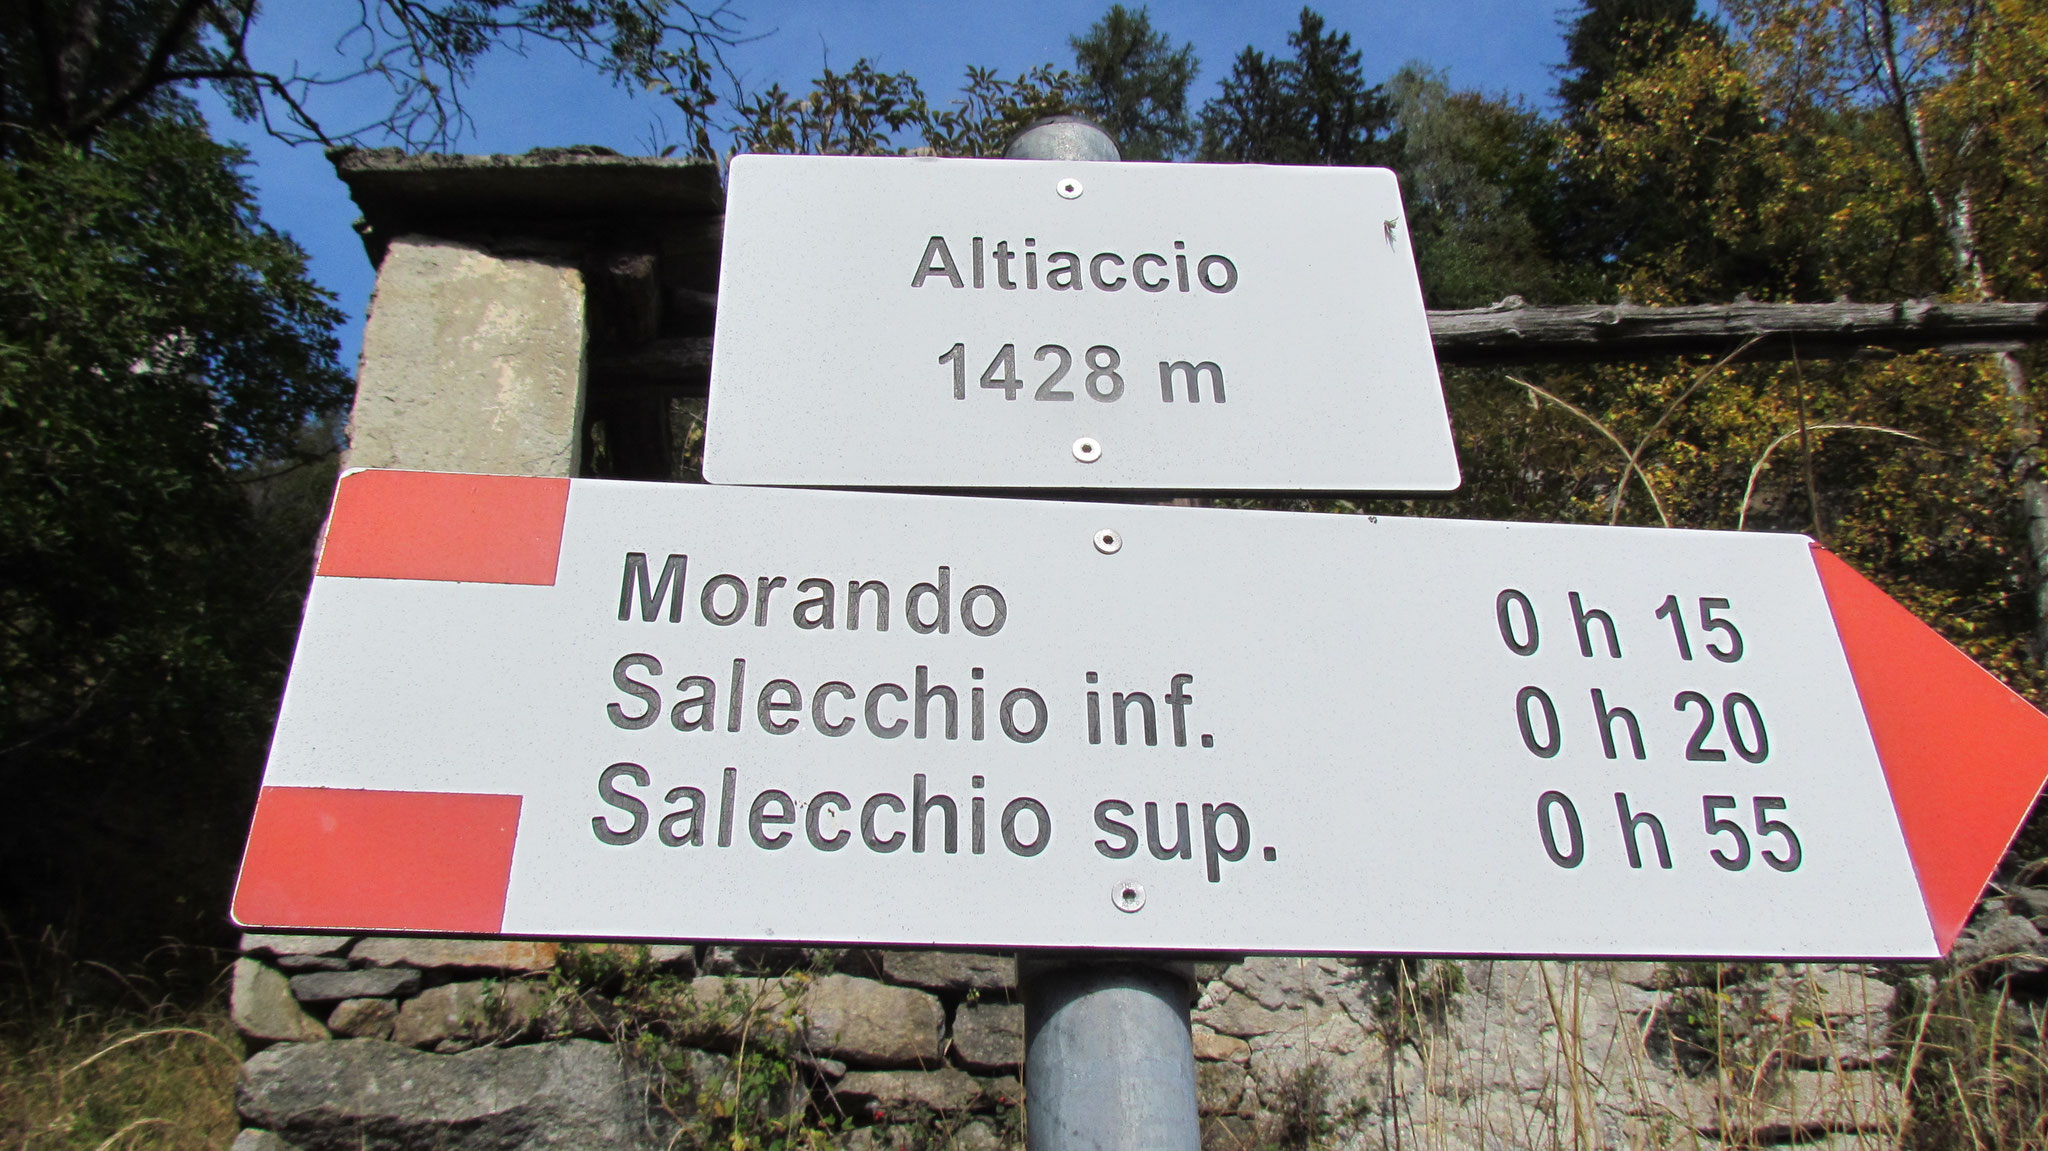 Altiaccio
1428 m
Morando 0 h 15
Salecchio inf. 0 h 20
Salecchio sup. 0 h 55